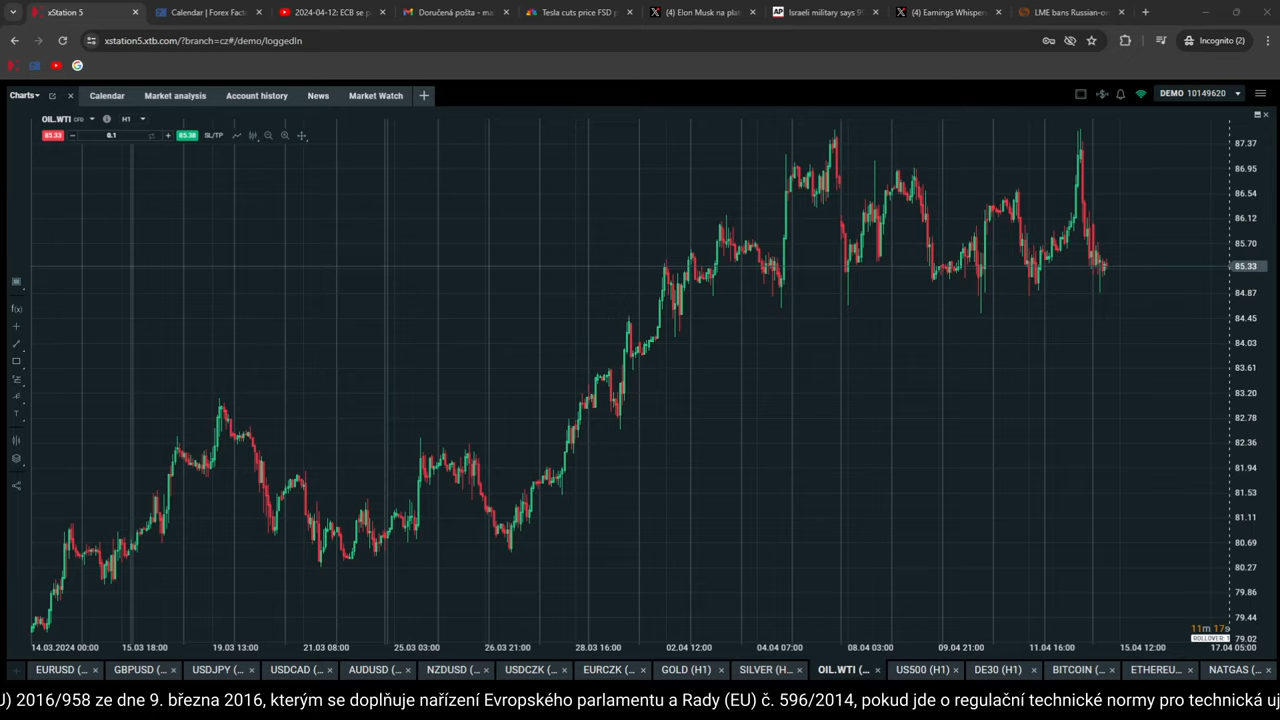 xStation 5
Calendar | Forex Fact
2024-04-12: ECB se p
Doručená pošta – ma
Tesla cuts price FSD p
(4) Elon Musk na plat
Israeli military says 99
(4) Earnings Whispers
LME bans Russian-or
xstation5.xtb.com/?branch=cz#/demo/loggedIn
Incognito (2)
Charts
Calendar
Market analysis
Account history
News
Market Watch
DEMO 10149620
OIL.WTI CFD H1
85.33 0.1 85.38 SL/TP
87.37
86.95
86.54
86.12
85.70
85.33
84.87
84.45
84.03
83.61
83.20
82.78
82.36
81.94
81.53
81.11
80.69
80.27
79.86
79.44
79.02
f(x)
T
11m 17s
ROLLOVER: 1
14.03.2024 00:00 15.03 18:00 19.03 13:00 21.03 08:00 25.03 03:00 26.03 21:00 28.03 16:00 02.04 12:00 04.04 07:00 08.04 03:00 09.04 21:00 11.04 16:00 15.04 12:00 17.04 05:00
EURUSD (... GBPUSD (... USDJPY (... USDCAD (... AUDUSD (... NZDUSD (... USDCZK (... EURCZK (... GOLD (H1) SILVER (H... OIL.WTI (... US500 (H1) DE30 (H1) BITCOIN (... ETHEREU... NATGAS (...
U) 2016/958 ze dne 9. března 2016, kterým se doplňuje nařízení Evropského parlamentu a Rady (EU) č. 596/2014, pokud jde o regulační technické normy pro technická uj